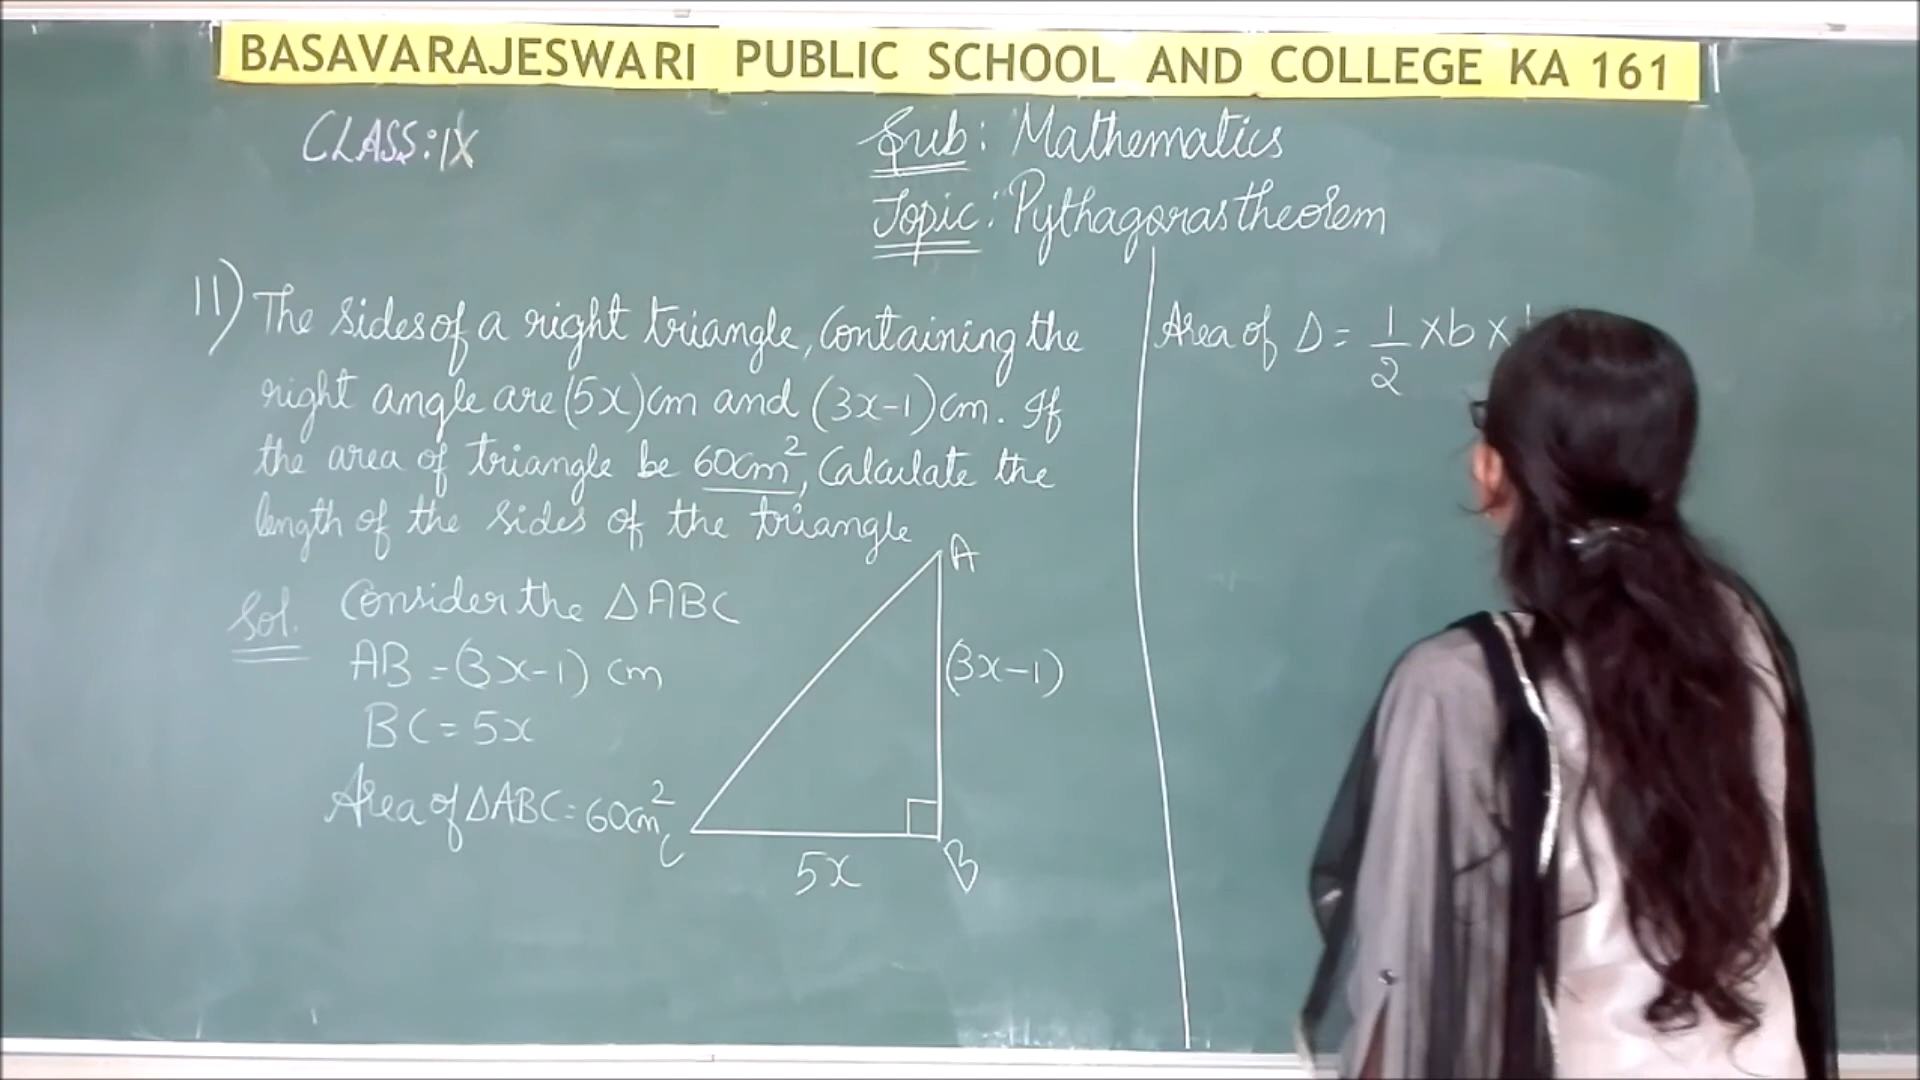 BASAVARAJESWARI PUBLIC SCHOOL AND COLLEGE KA 161
CLASS: IX
Sub: Mathematics
Topic: Pythagoras theorem
11) The sides of a right triangle, Containing the
right angle are (5x)cm and (3x-1)cm. If
the area of triangle be 60cm², Calculate the
length of the sides of the triangle
Sol. Consider the △ABC
AB = (3x-1) cm
BC = 5x
Area of △ABC = 60cm²
A
(3x-1)
C
5x
B
Area of △ = 1/2 x b x